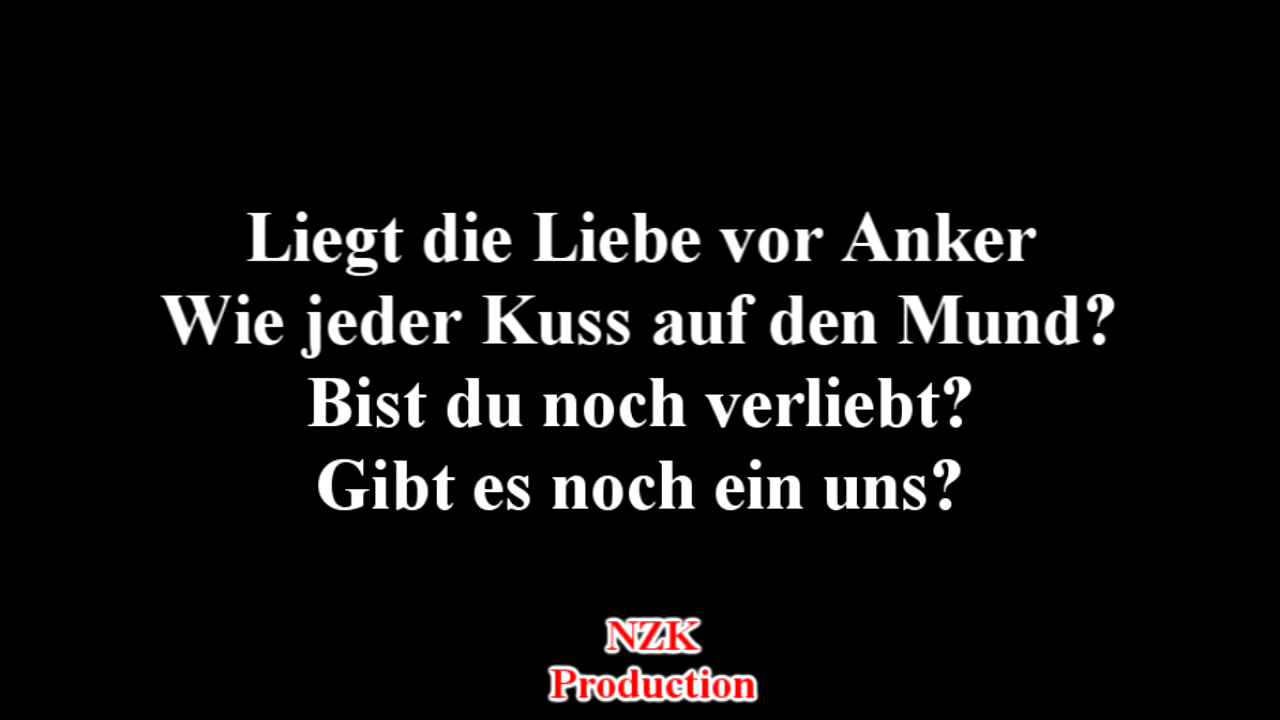 Liegt die Liebe vor Anker
Wie jeder Kuss auf den Mund?
Bist du noch verliebt?
Gibt es noch ein uns?
NZK
Production